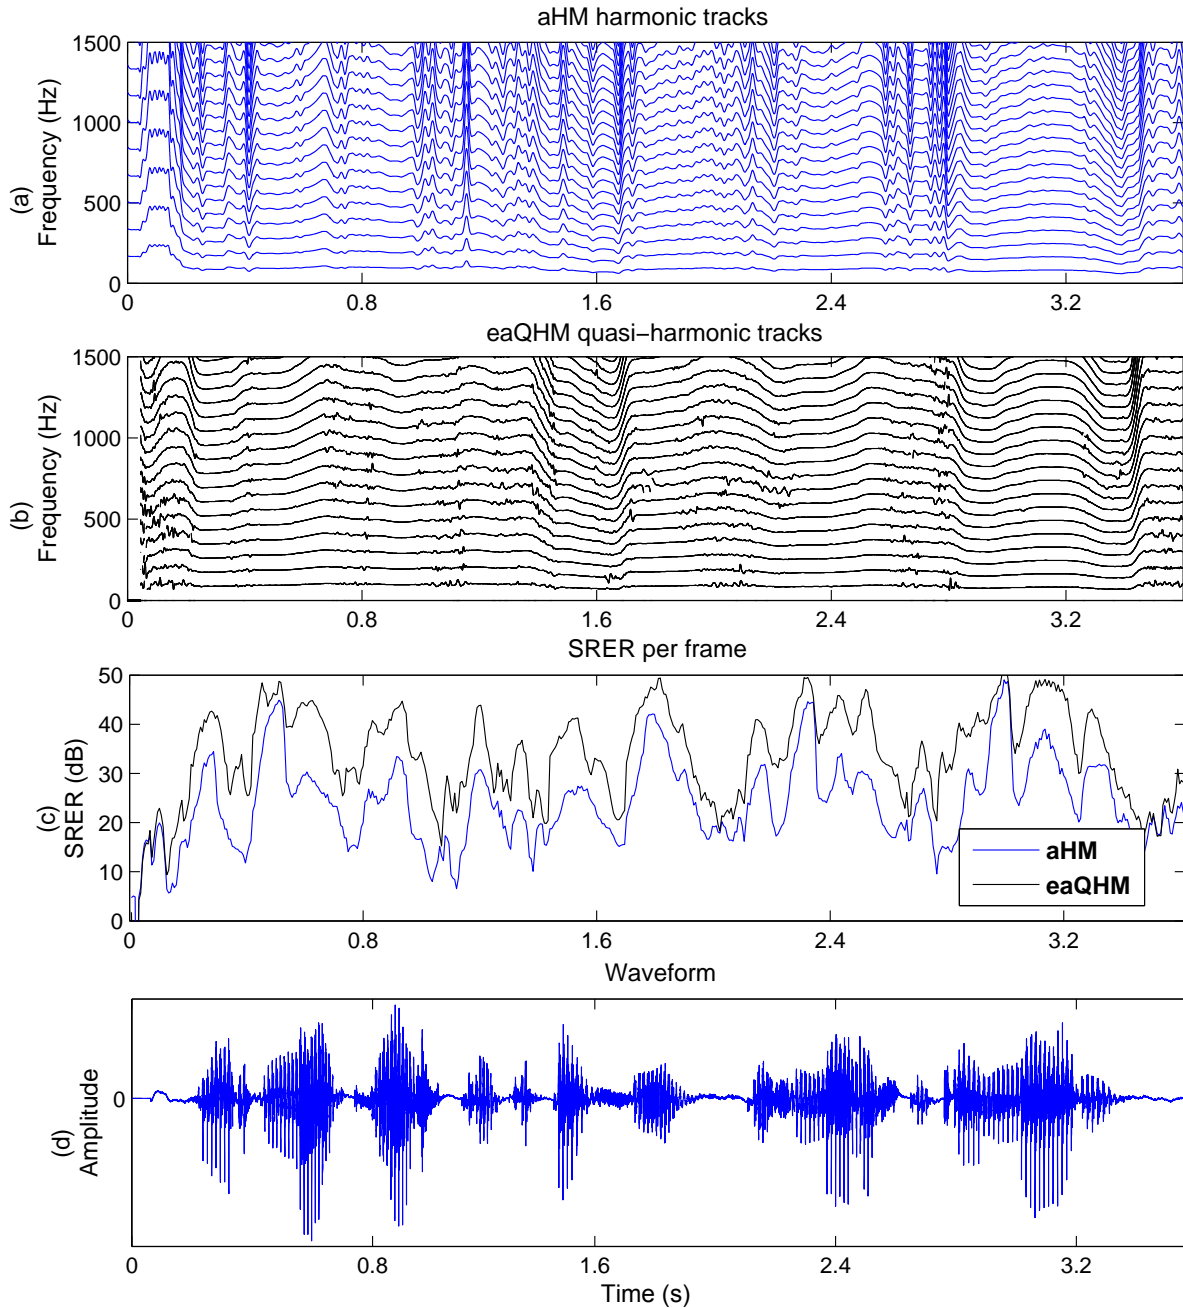 aHM harmonic tracks
1500
1000
500
0
(a)
Frequency (Hz)
0 0.8 1.6 2.4 3.2
eaQHM quasi−harmonic tracks
1500
1000
500
0
(b)
Frequency (Hz)
0 0.8 1.6 2.4 3.2
SRER per frame
50
40
30
20
10
0
(c)
SRER (dB)
aHM
eaQHM
0 0.8 1.6 2.4 3.2
Waveform
0
(d)
Amplitude
0 0.8 1.6 2.4 3.2
Time (s)